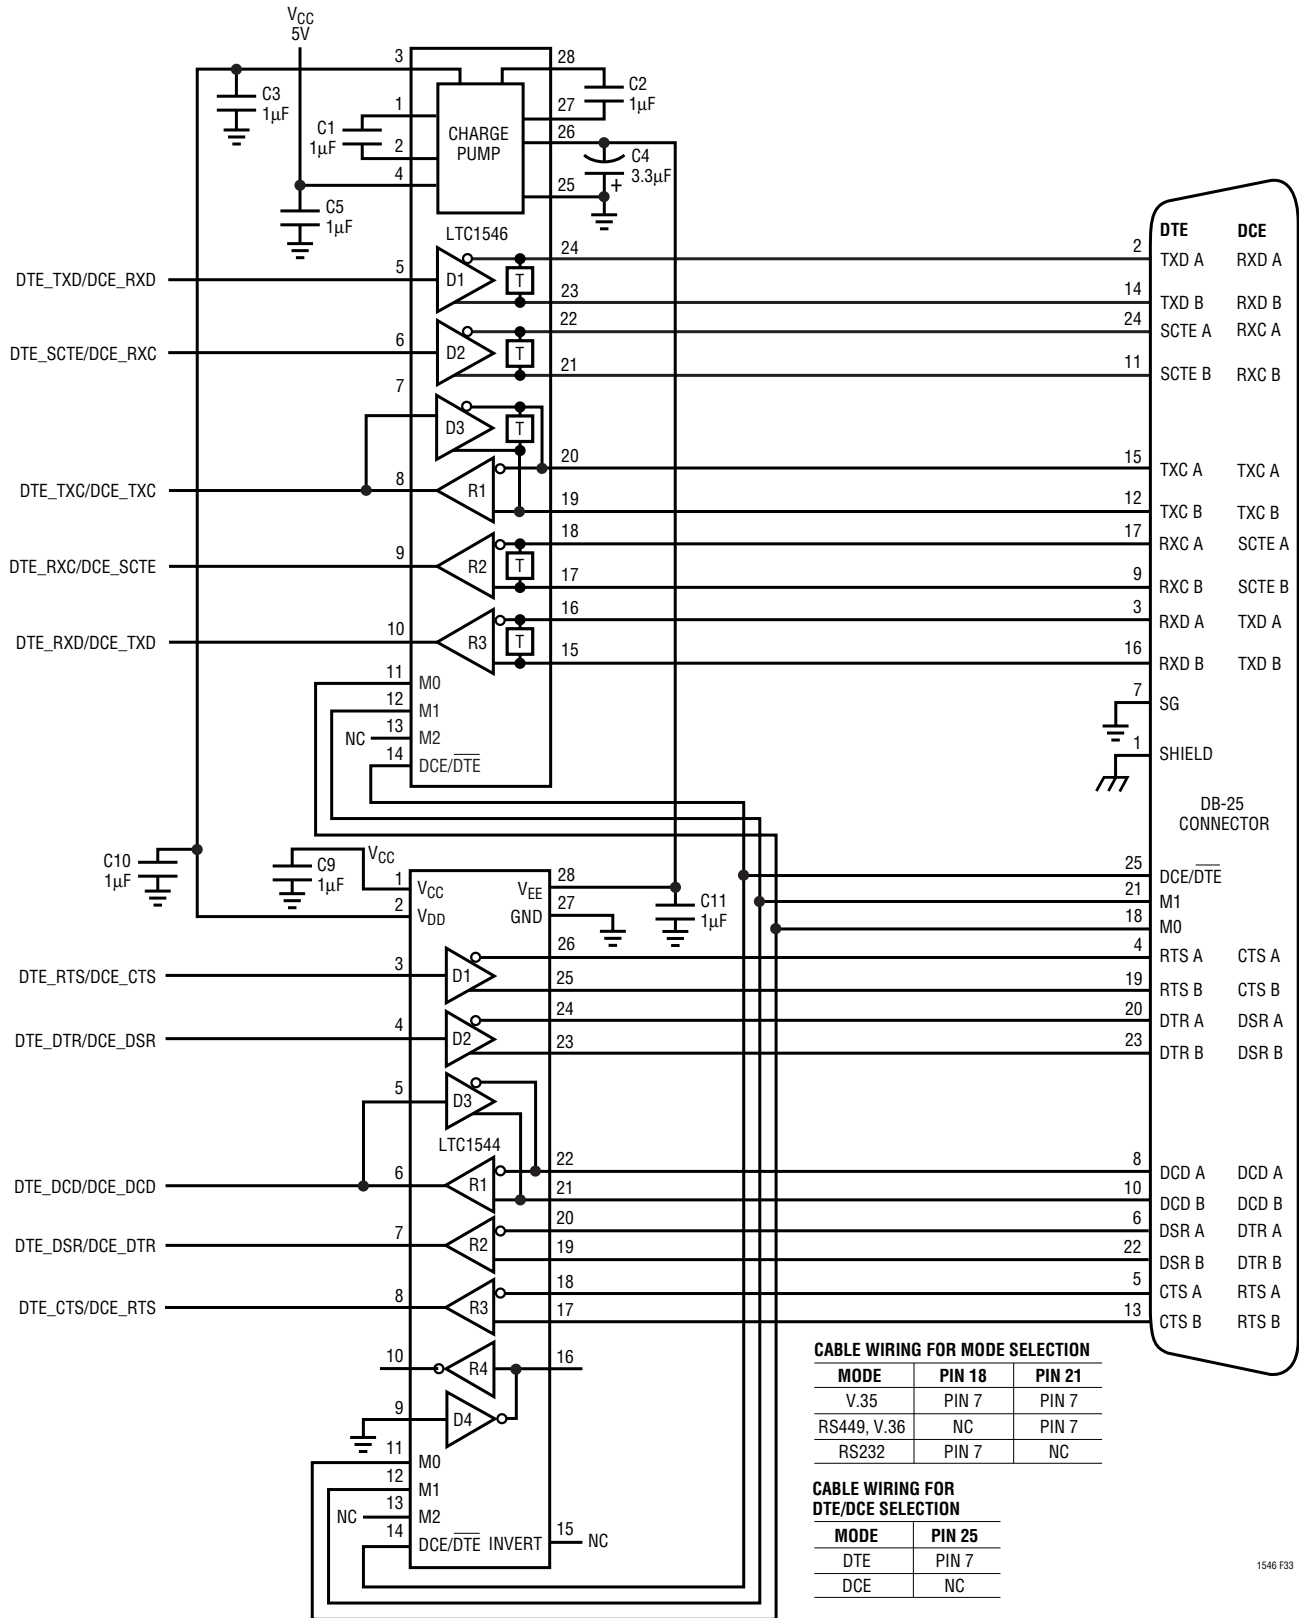 VCC
5V
3
28
C3
1µF
C2
1µF
1
27
C1
1µF
CHARGE
PUMP
26
2
C4
3.3µF
+
4
25
C5
1µF
LTC1546
DTE DCE
DTE_TXD/DCE_RXD
5
D1
T
24
2
TXD A RXD A
23
14
TXD B RXD B
DTE_SCTE/DCE_RXC
6
D2
T
22
24
SCTE A RXC A
21
11
SCTE B RXC B
7
D3
T
20
15
TXC A TXC A
DTE_TXC/DCE_TXC
8
R1
19
12
TXC B TXC B
18
17
RXC A SCTE A
DTE_RXC/DCE_SCTE
9
R2
T
17
9
RXC B SCTE B
16
3
RXD A TXD A
DTE_RXD/DCE_TXD
10
R3
T
15
16
RXD B TXD B
11
M0
12
M1
NC
13
M2
14
DCE/DTE
7
SG
1
SHIELD
DB-25
CONNECTOR
C10
1µF
C9
1µF
VCC
1
VCC
VEE
28
2
VDD
GND
27
C11
1µF
25
DCE/DTE
21
M1
18
M0
DTE_RTS/DCE_CTS
3
D1
26
4
RTS A CTS A
25
19
RTS B CTS B
DTE_DTR/DCE_DSR
4
D2
24
20
DTR A DSR A
23
23
DTR B DSR B
5
D3
LTC1544
DTE_DCD/DCE_DCD
6
R1
22
8
DCD A DCD A
21
10
DCD B DCD B
DTE_DSR/DCE_DTR
7
R2
20
6
DSR A DTR A
19
22
DSR B DTR B
DTE_CTS/DCE_RTS
8
R3
18
5
CTS A RTS A
17
13
CTS B RTS B
10
R4
16
9
D4
11
M0
12
M1
NC
13
M2
14
DCE/DTE INVERT
15
NC
CABLE WIRING FOR MODE SELECTION
MODE PIN 18 PIN 21
V.35 PIN 7 PIN 7
RS449, V.36 NC PIN 7
RS232 PIN 7 NC
CABLE WIRING FOR
DTE/DCE SELECTION
MODE PIN 25
DTE PIN 7
DCE NC
1546 F33